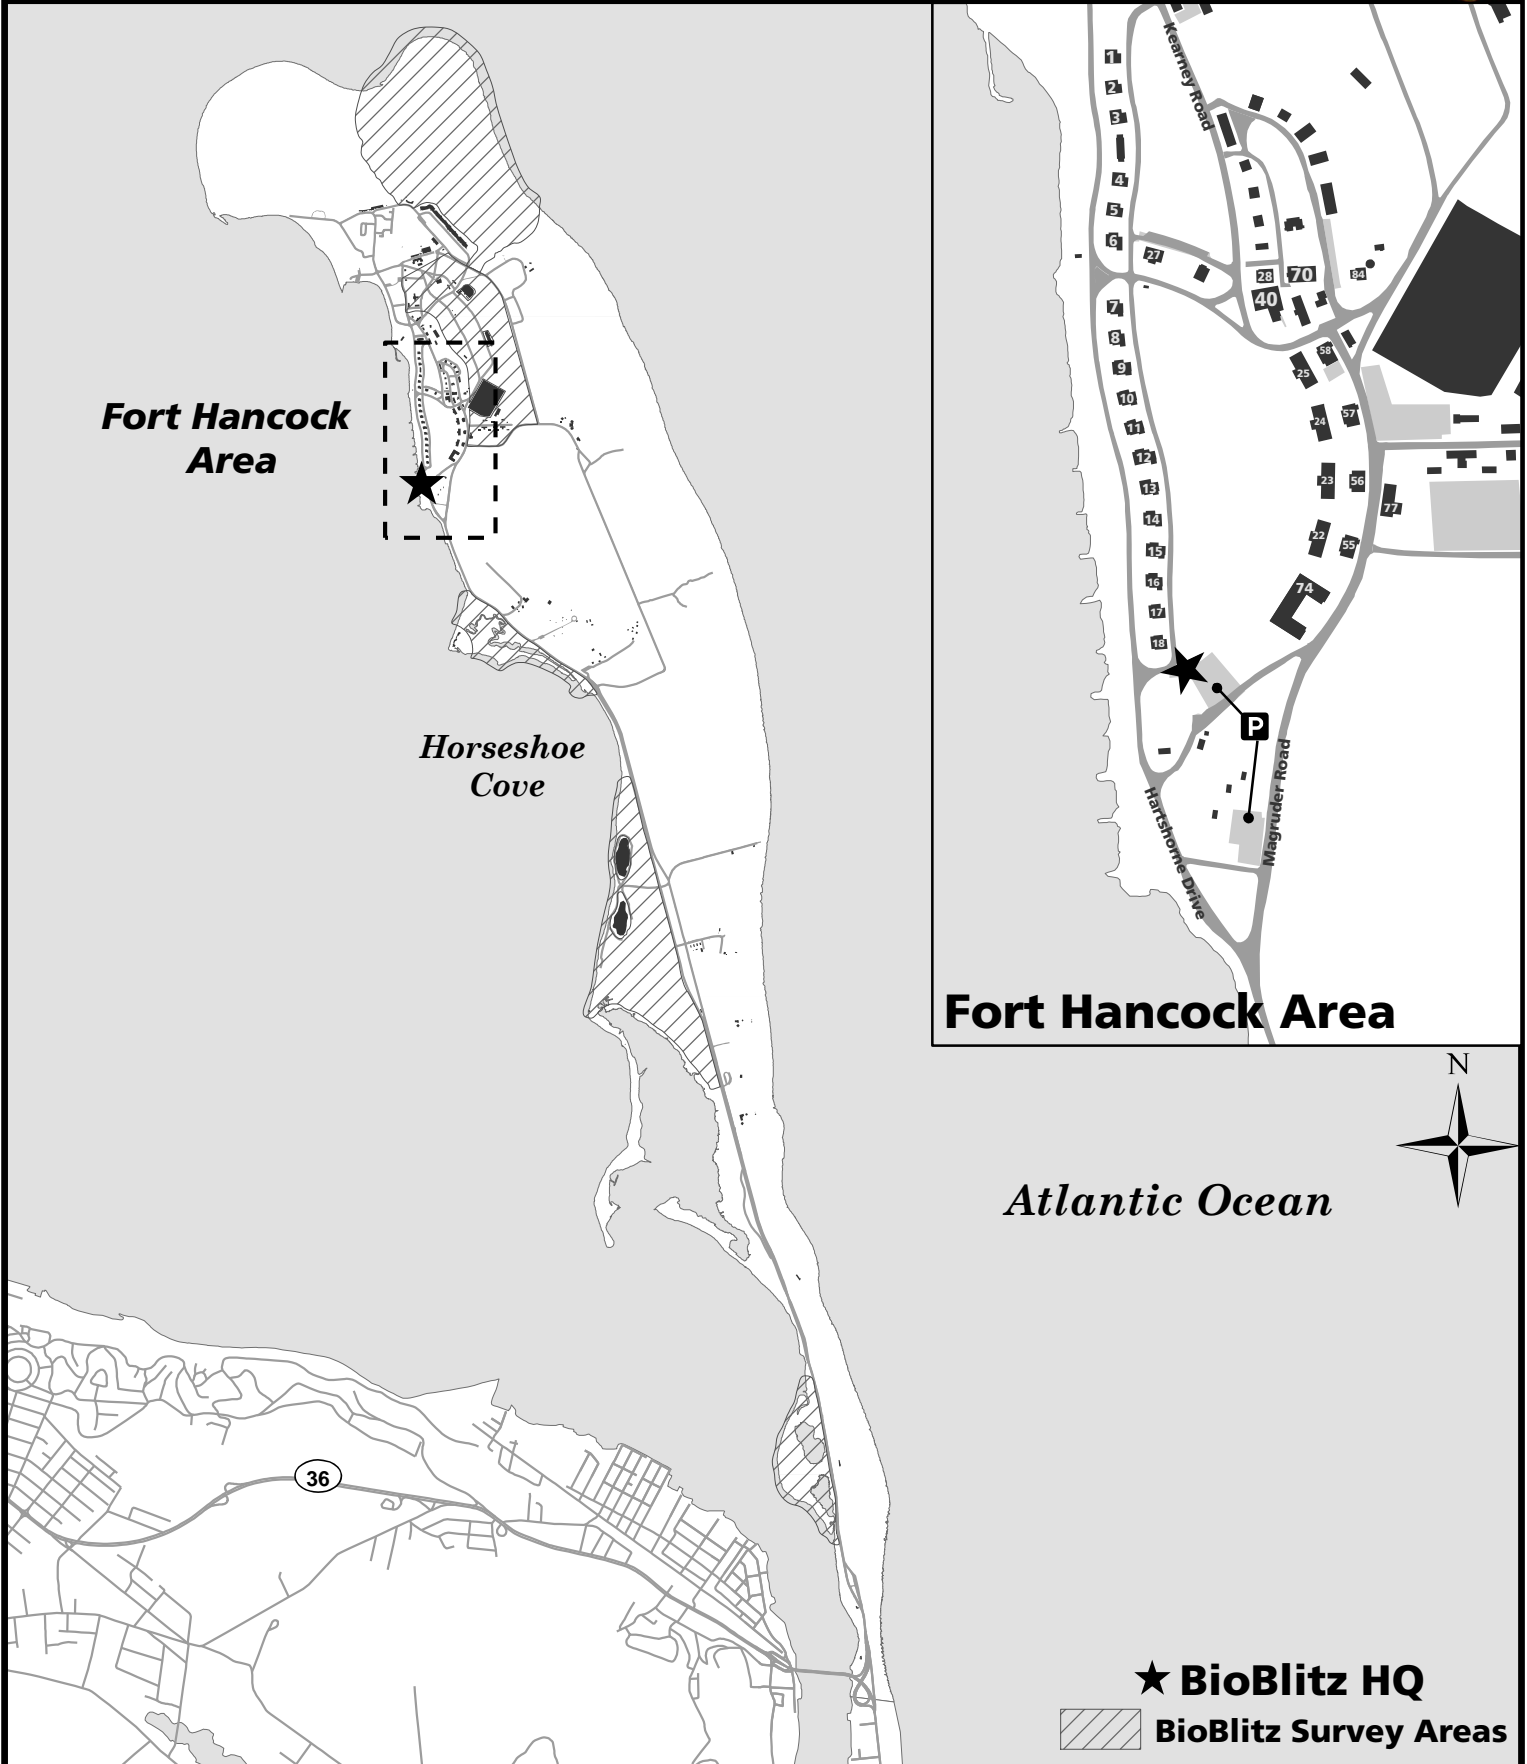 Fort Hancock
Area
Horseshoe
Cove
36
Kearney Road
1
2
3
4
5
6
27
28
70
84
40
7
8
58
9
25
10
57
24
11
12
23
56
13
77
14
22
55
15
16
74
17
18
P
Hartshorne Drive
Magruder Road
Fort Hancock Area
N
Atlantic Ocean
BioBlitz HQ
BioBlitz Survey Areas